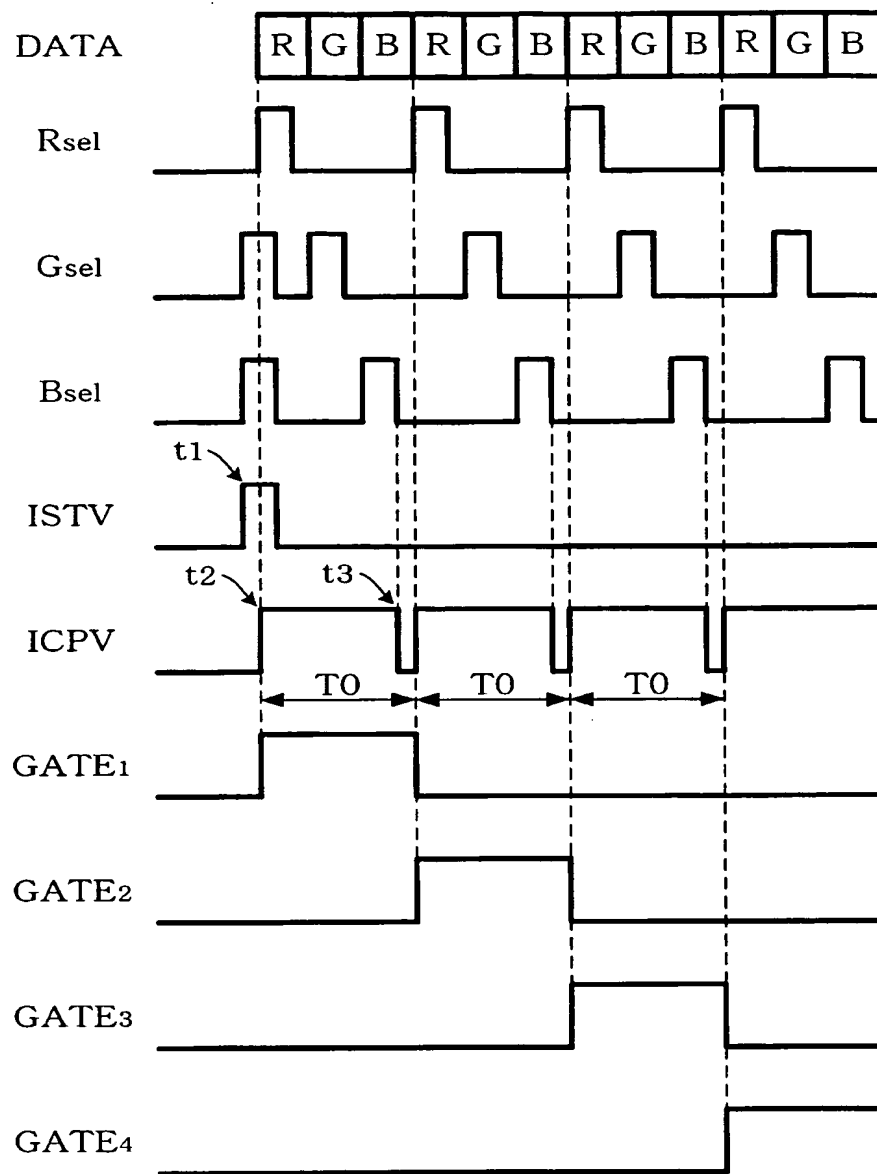 DATA R G B R G B R G B R G B
Rsel
Gsel
Bsel
t1
ISTV
t2 t3
ICPV
T0 T0 T0
GATE1
GATE2
GATE3
GATE4